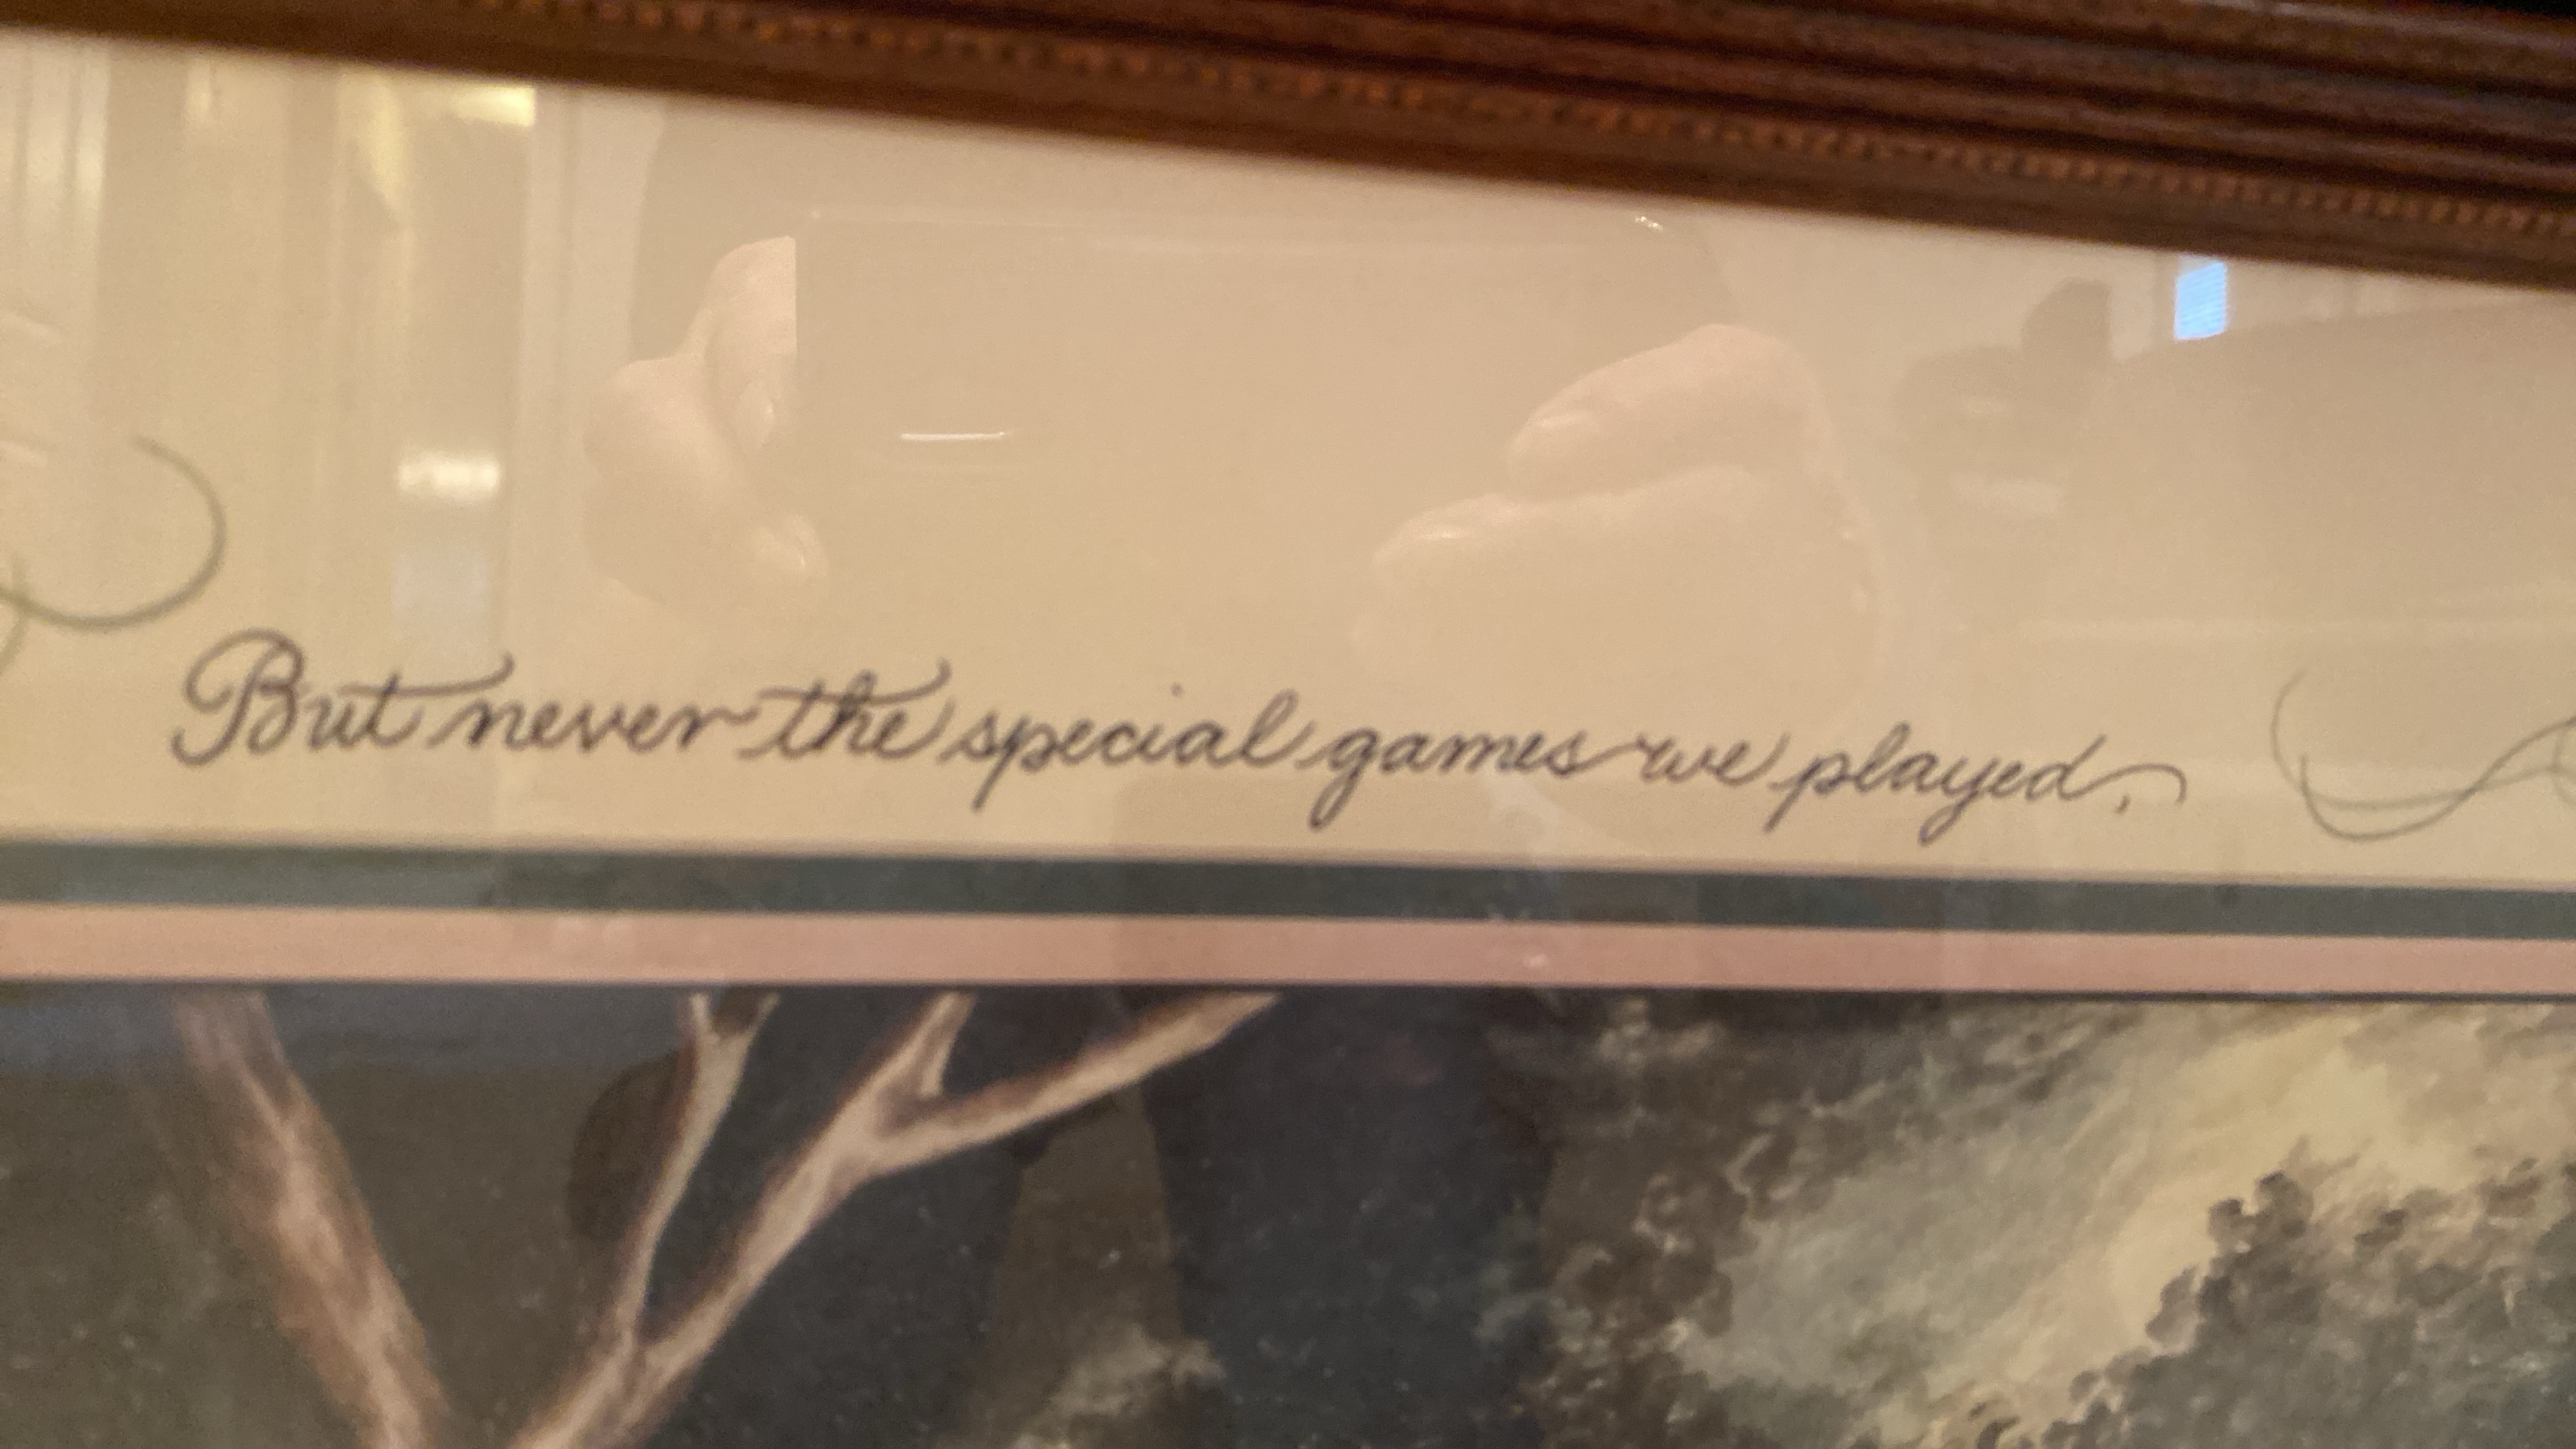 But never the special games we played.